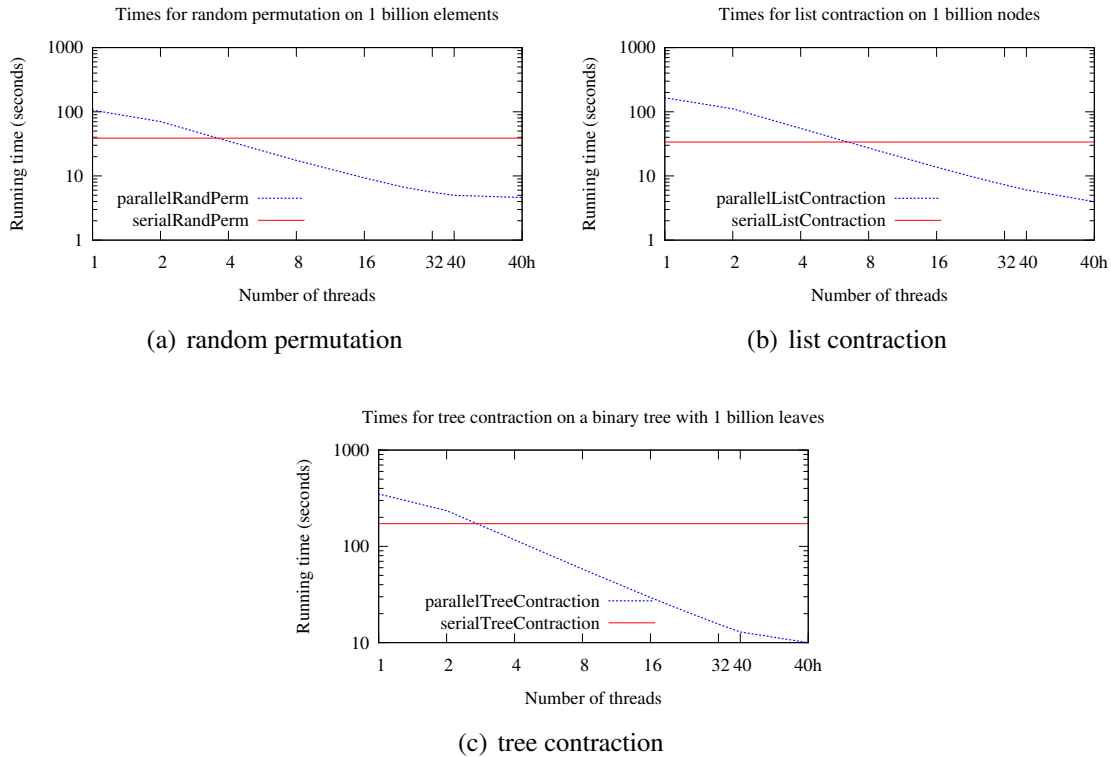 Times for random permutation on 1 billion elements
Running time (seconds)
1000
100
10
1
parallelRandPerm
serialRandPerm
1 2 4 8 16 32 40 40h
Number of threads
(a) random permutation
Times for list contraction on 1 billion nodes
Running time (seconds)
1000
100
10
1
parallelListContraction
serialListContraction
1 2 4 8 16 32 40 40h
Number of threads
(b) list contraction
Times for tree contraction on a binary tree with 1 billion leaves
Running time (seconds)
1000
100
10
parallelTreeContraction
serialTreeContraction
1 2 4 8 16 32 40 40h
Number of threads
(c) tree contraction